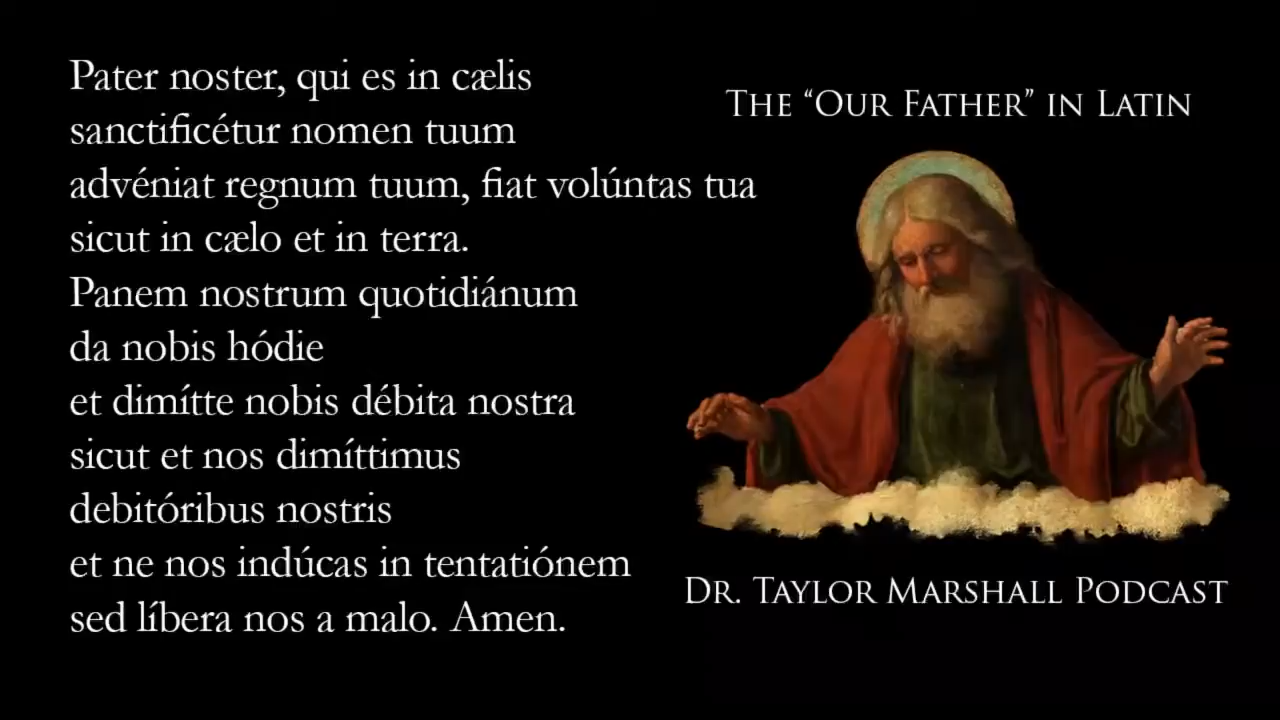 Pater noster, qui es in cælis
sanctificétur nomen tuum
advéniat regnum tuum, fiat volúntas tua
sicut in cælo et in terra.
Panem nostrum quotidiánum
da nobis hódie
et dimítte nobis débita nostra
sicut et nos dimíttimus
debitóribus nostris
et ne nos indúcas in tentatiónem
sed líbera nos a malo. Amen.
The “Our Father” in Latin
Dr. Taylor Marshall Podcast